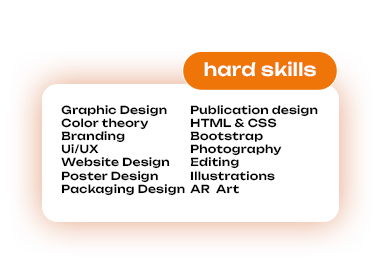 hard skills
Graphic Design
Color theory
Branding
Ui/UX
Website Design
Poster Design
Packaging Design
Publication design
HTML & CSS
Bootstrap
Photography
Editing
Illustrations
AR Art